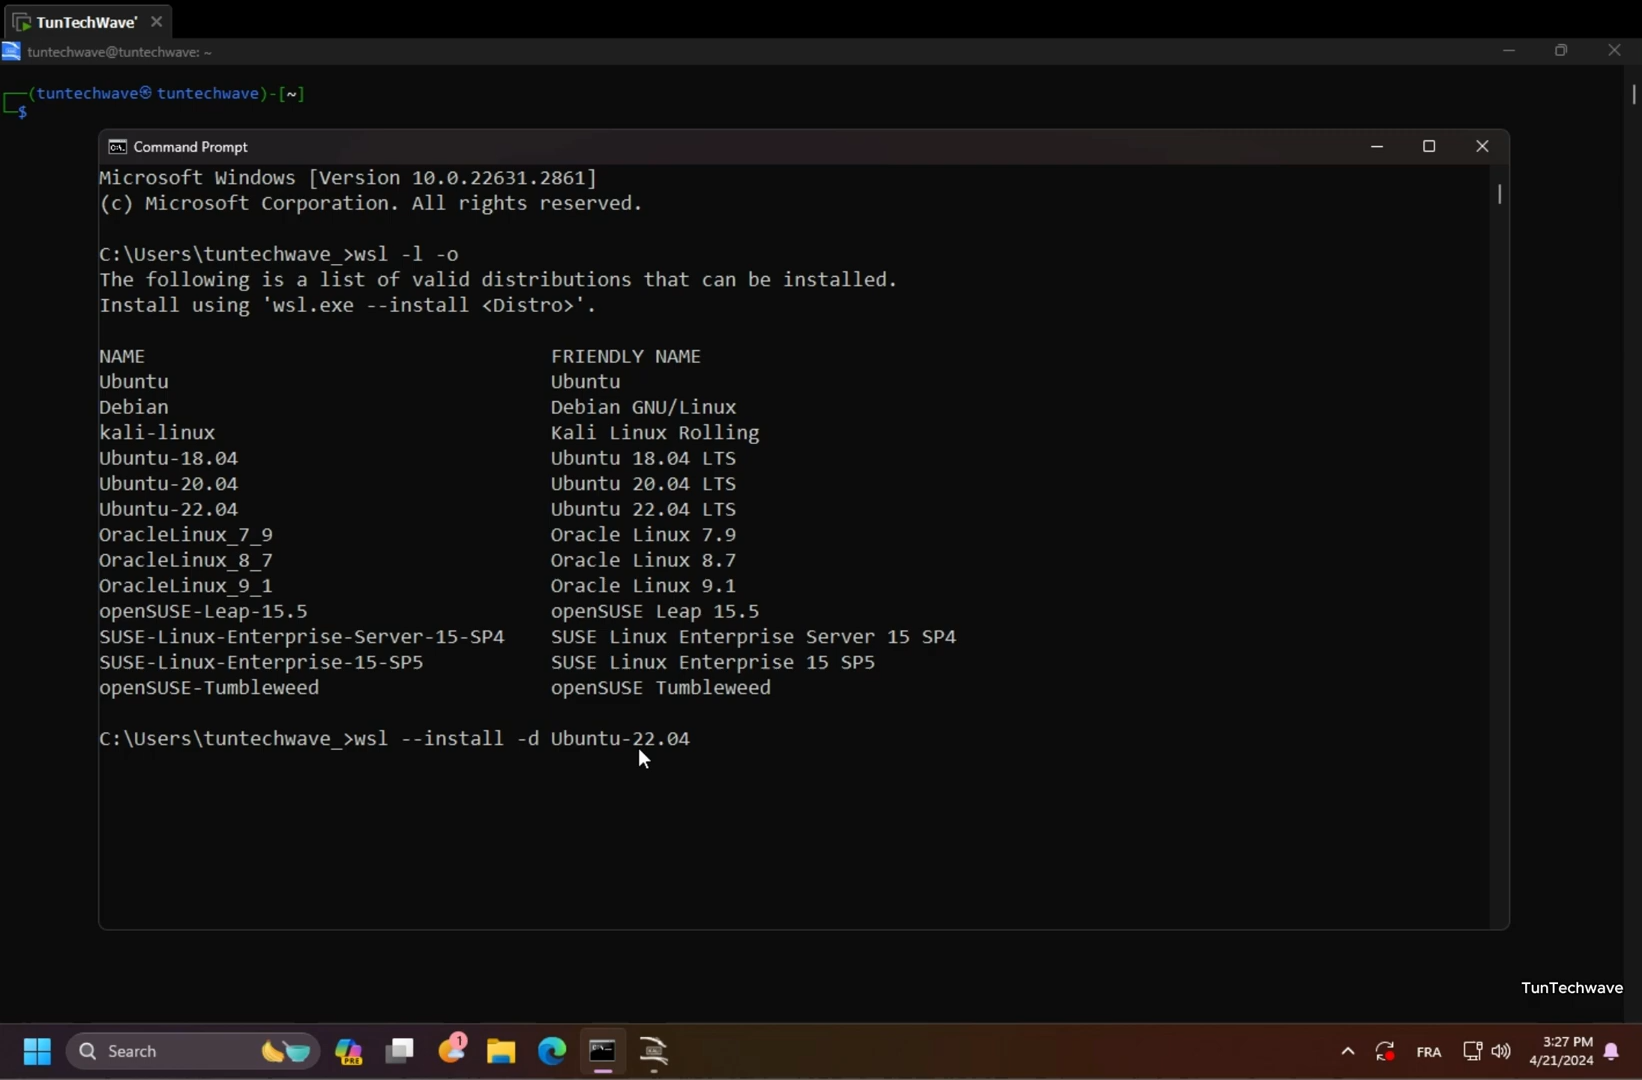 TunTechWave'
tuntechwave@tuntechwave: ~
(tuntechwave㉿tuntechwave)-[~]
$
Command Prompt
Microsoft Windows [Version 10.0.22631.2861]
(c) Microsoft Corporation. All rights reserved.
C:\Users\tuntechwave_>wsl -l -o
The following is a list of valid distributions that can be installed.
Install using 'wsl.exe --install <Distro>'.
NAME FRIENDLY NAME
Ubuntu Ubuntu
Debian Debian GNU/Linux
kali-linux Kali Linux Rolling
Ubuntu-18.04 Ubuntu 18.04 LTS
Ubuntu-20.04 Ubuntu 20.04 LTS
Ubuntu-22.04 Ubuntu 22.04 LTS
OracleLinux_7_9 Oracle Linux 7.9
OracleLinux_8_7 Oracle Linux 8.7
OracleLinux_9_1 Oracle Linux 9.1
openSUSE-Leap-15.5 openSUSE Leap 15.5
SUSE-Linux-Enterprise-Server-15-SP4 SUSE Linux Enterprise Server 15 SP4
SUSE-Linux-Enterprise-15-SP5 SUSE Linux Enterprise 15 SP5
openSUSE-Tumbleweed openSUSE Tumbleweed
C:\Users\tuntechwave_>wsl --install -d Ubuntu-22.04
TunTechwave
Search
PRE
1
FRA
3:27 PM
4/21/2024